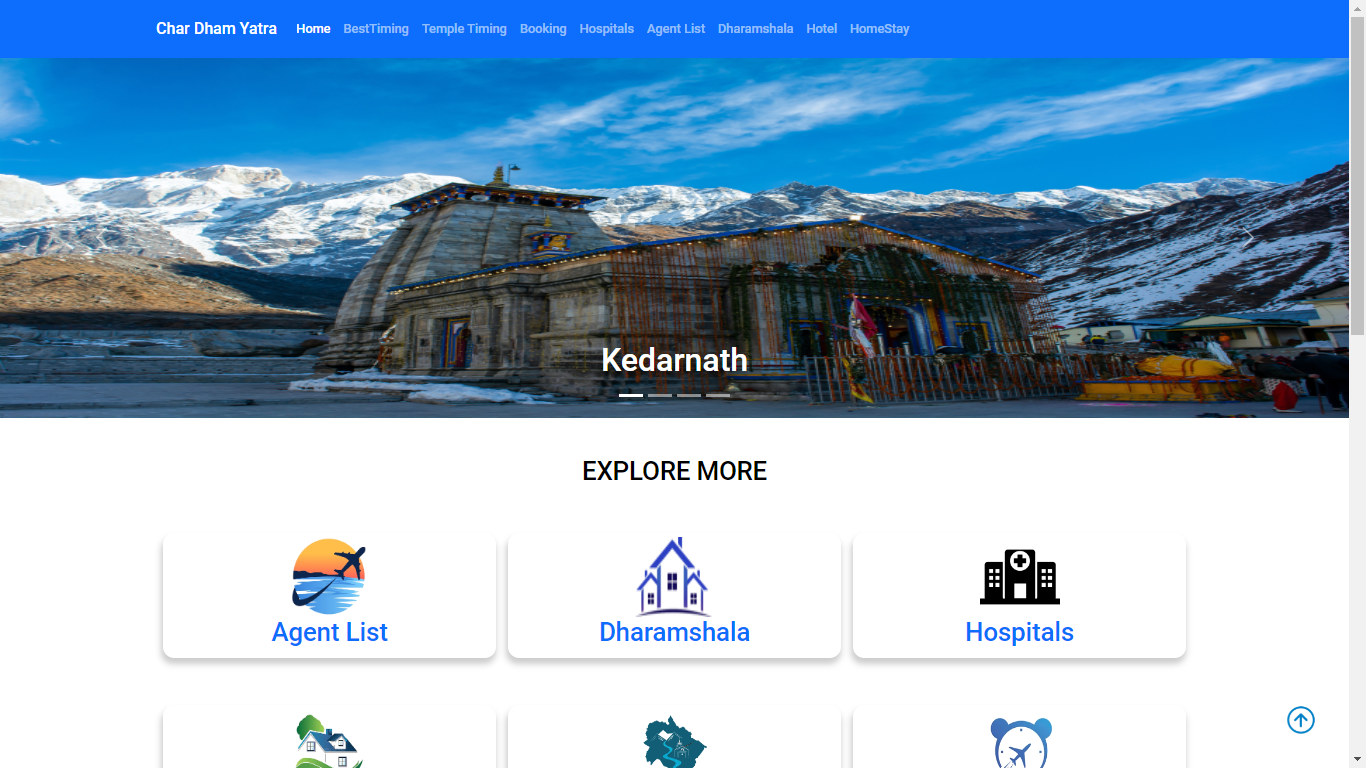 Char Dham Yatra Home BestTiming Temple Timing Booking Hospitals Agent List Dharamshala Hotel HomeStay
Kedarnath
EXPLORE MORE
Agent List Dharamshala Hospitals